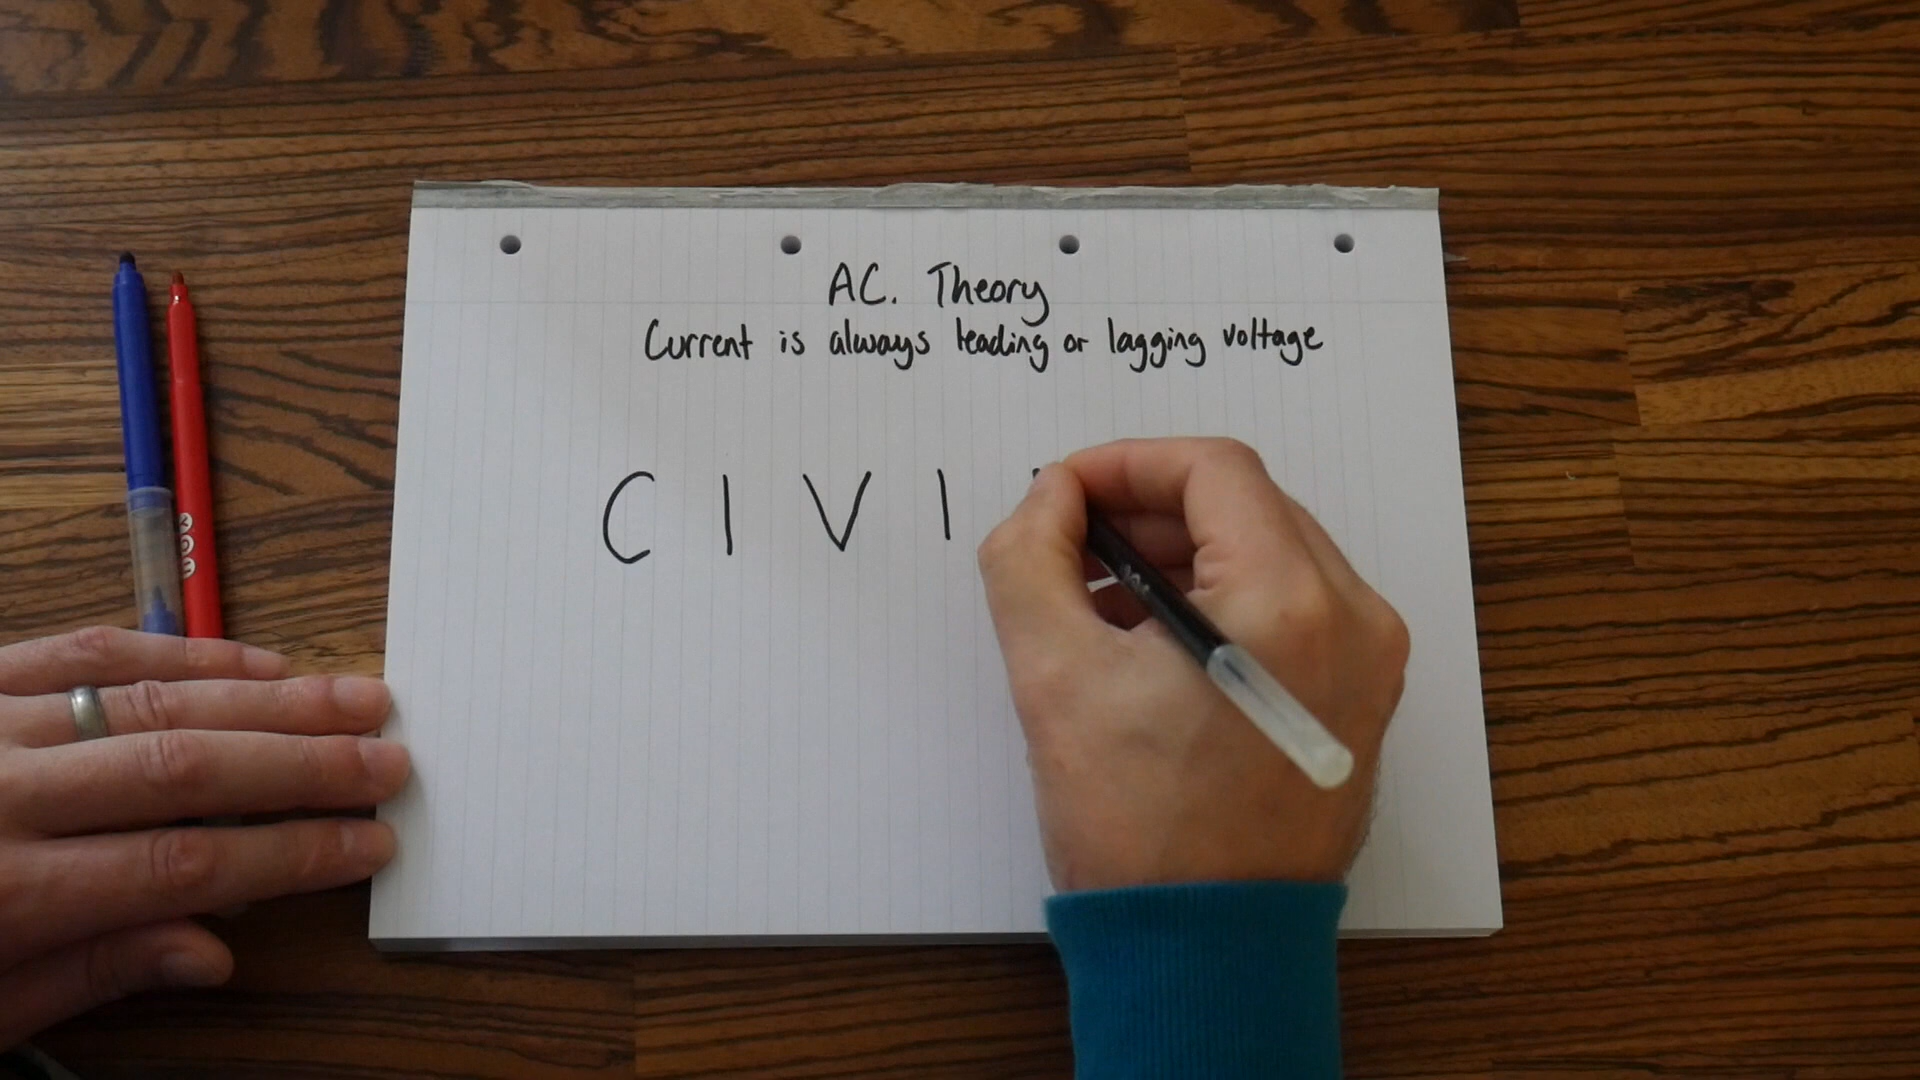 AC. Theory
Current is always leading or lagging voltage
C I V I